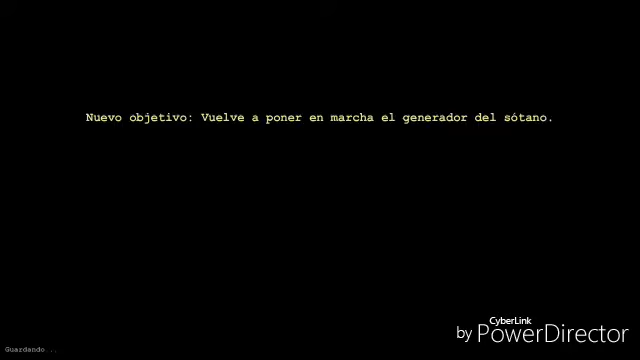 Nuevo objetivo: Vuelve a poner en marcha el generador del sótano.
CyberLink
by PowerDirector
Guardando ..